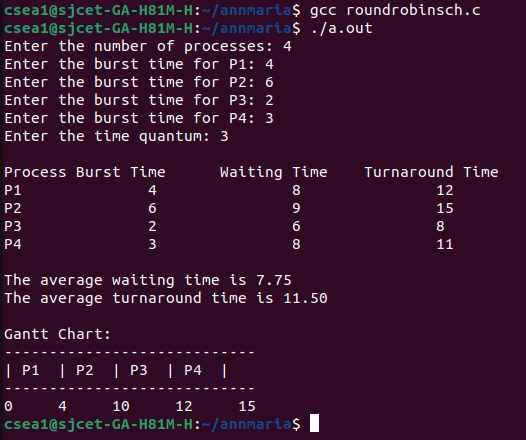 csea1@sjcet-GA-H81M-H:~/annmaria$ gcc roundrobinsch.c
csea1@sjcet-GA-H81M-H:~/annmaria$ ./a.out
Enter the number of processes: 4
Enter the burst time for P1: 4
Enter the burst time for P2: 6
Enter the burst time for P3: 2
Enter the burst time for P4: 3
Enter the time quantum: 3

Process Burst Time      Waiting Time    Turnaround Time
P1              4               8               12
P2              6               9               15
P3              2               6               8
P4              3               8               11

The average waiting time is 7.75
The average turnaround time is 11.50

Gantt Chart:
----------------------------
| P1  | P2  | P3  | P4  |
----------------------------
0     4     10     12     15
csea1@sjcet-GA-H81M-H:~/annmaria$